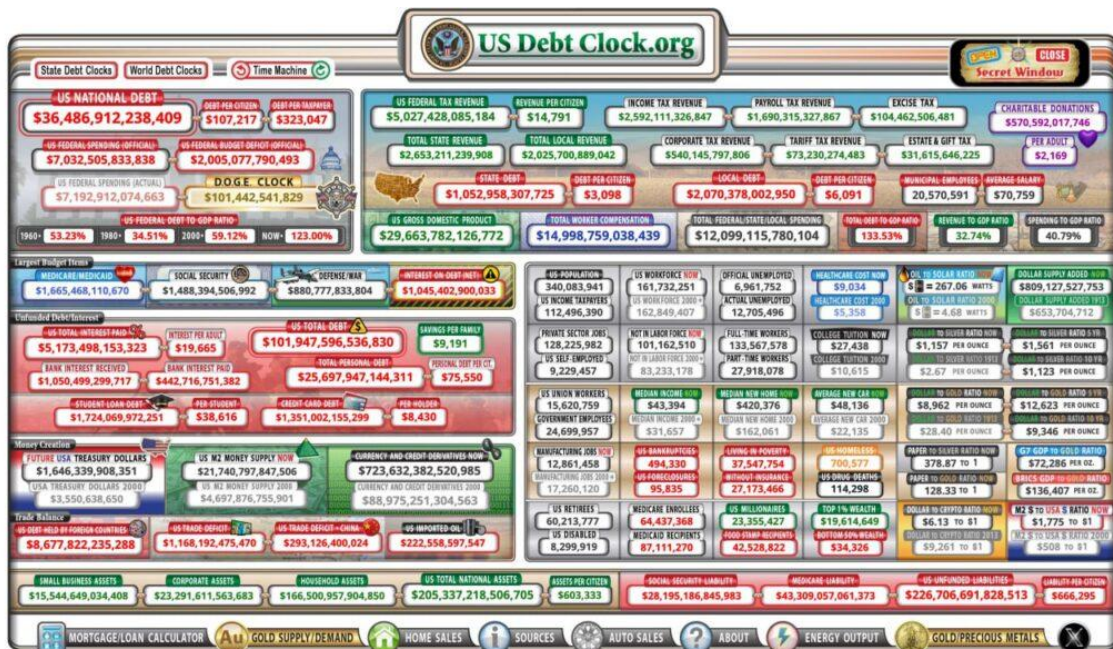 US Debt Clock.org
State Debt Clocks World Debt Clocks Time Machine
OPEN CLOSE
Secret Window
US NATIONAL DEBT
$36,486,912,238,409
DEBT PER CITIZEN
$107,217
DEBT PER TAXPAYER
$323,047
US FEDERAL SPENDING (OFFICIAL)
$7,032,505,833,838
US FEDERAL BUDGET DEFICIT (OFFICIAL)
$2,005,077,790,493
US FEDERAL SPENDING (ACTUAL)
$7,192,912,074,663
D.O.G.E. CLOCK
$101,442,541,829
US FEDERAL DEBT TO GDP RATIO
1960• 53.23% 1980• 34.51% 2000• 59.12% NOW• 123.00%
US FEDERAL TAX REVENUE
$5,027,428,085,184
REVENUE PER CITIZEN
$14,791
INCOME TAX REVENUE
$2,592,111,326,847
PAYROLL TAX REVENUE
$1,690,315,327,867
EXCISE TAX
$104,462,506,481
CHARITABLE DONATIONS
$570,592,017,746
TOTAL STATE REVENUE
$2,653,211,239,908
TOTAL LOCAL REVENUE
$2,025,700,889,042
CORPORATE TAX REVENUE
$540,145,797,806
TARIFF TAX REVENUE
$73,230,274,483
ESTATE & GIFT TAX
$31,615,646,225
PER ADULT
$2,169
STATE DEBT
$1,052,958,307,725
DEBT PER CITIZEN
$3,098
LOCAL DEBT
$2,070,378,002,950
DEBT PER CITIZEN
$6,091
MUNICIPAL EMPLOYEES
20,570,591
AVERAGE SALARY
$70,759
US GROSS DOMESTIC PRODUCT
$29,663,782,126,772
TOTAL WORKER COMPENSATION
$14,998,759,038,439
TOTAL FEDERAL/STATE/LOCAL SPENDING
$12,099,115,780,104
TOTAL DEBT TO GDP RATIO
133.53%
REVENUE TO GDP RATIO
32.74%
SPENDING TO GDP RATIO
40.79%
Largest Budget Items
MEDICARE/MEDICAID
$1,665,468,110,670
SOCIAL SECURITY
$1,488,394,506,992
DEFENSE/WAR
$880,777,833,804
INTEREST ON DEBT (NET)
$1,045,402,900,033
Unfunded Debt/Interest
US TOTAL INTEREST PAID
$5,173,498,153,323
INTEREST PER ADULT
$19,665
US TOTAL DEBT
$101,947,596,536,830
SAVINGS PER FAMILY
$9,191
BANK INTEREST RECEIVED
$1,050,499,299,717
BANK INTEREST PAID
$442,716,751,382
TOTAL PERSONAL DEBT
$25,697,947,144,311
PERSONAL DEBT PER CIT.
$75,550
STUDENT LOAN DEBT
$1,724,069,972,251
PER STUDENT
$38,616
CREDIT CARD DEBT
$1,351,002,155,299
PER HOLDER
$8,430
Money Creation
FUTURE USA TREASURY DOLLARS
$1,646,339,908,351
USA TREASURY DOLLARS 2000
$3,550,638,650
US M2 MONEY SUPPLY NOW
$21,740,797,847,506
US M2 MONEY SUPPLY 2000
$4,697,876,755,901
CURRENCY AND CREDIT DERIVATIVES NOW
$723,632,382,520,985
CURRENCY AND CREDIT DERIVATIVES 2000
$88,975,251,304,563
Trade Balance
US DEBT HELD BY FOREIGN COUNTRIES
$8,677,822,235,288
US TRADE DEFICIT
$1,168,192,475,470
US TRADE DEFICIT • CHINA
$293,126,400,024
US IMPORTED OIL
$222,558,597,547
US POPULATION
340,083,941
US WORKFORCE NOW
161,732,251
OFFICIAL UNEMPLOYED
6,961,752
HEALTHCARE COST NOW
$9,034
OIL TO SOLAR RATIO NOW
= 267.06 WATTS
DOLLAR SUPPLY ADDED NOW
$809,127,527,753
US INCOME TAXPAYERS
112,496,390
US WORKFORCE 2000
162,849,407
ACTUAL UNEMPLOYED
12,705,496
HEALTHCARE COST 2000
$5,358
OIL TO SOLAR RATIO 2000
= 4.68 WATTS
DOLLAR SUPPLY ADDED 1913
$653,704,712
PRIVATE SECTOR JOBS
128,225,982
NOT IN LABOR FORCE NOW
101,162,510
FULL-TIME WORKERS
133,567,578
COLLEGE TUITION NOW
$27,438
DOLLAR TO SILVER RATIO NOW
$1,157 PER OUNCE
DOLLAR TO SILVER RATIO 5 YR
$1,561 PER OUNCE
US SELF-EMPLOYED
9,229,457
NOT IN LABOR FORCE 2000
83,233,178
PART-TIME WORKERS
27,918,078
COLLEGE TUITION 2000
$10,615
DOLLAR TO SILVER RATIO 1913
$2.67 PER OUNCE
DOLLAR TO SILVER RATIO 10 YR
$1,123 PER OUNCE
US UNION WORKERS
15,620,759
MEDIAN INCOME NOW
$43,394
MEDIAN NEW HOME NOW
$420,376
AVERAGE NEW CAR NOW
$48,136
DOLLAR TO GOLD RATIO NOW
$8,962 PER OUNCE
DOLLAR TO GOLD RATIO 5 YR
$12,623 PER OUNCE
GOVERNMENT EMPLOYEES
24,699,957
MEDIAN INCOME 2000
$31,657
MEDIAN NEW HOME 2000
$162,061
AVERAGE NEW CAR 2000
$22,135
DOLLAR TO GOLD RATIO 1913
$28.40 PER OUNCE
DOLLAR TO GOLD RATIO 10 YR
$9,346 PER OUNCE
MANUFACTURING JOBS NOW
12,861,458
US BANKRUPTCIES
494,330
LIVING IN POVERTY
37,547,754
US HOMELESS
700,577
PAPER TO SILVER RATIO NOW
378.87 TO 1
G7 GDP TO GOLD RATIO
$72,286 PER OZ.
MANUFACTURING JOBS 2000
17,260,120
US FORECLOSURES
95,835
WITHOUT INSURANCE
27,173,466
US DRUG DEATHS
114,298
PAPER TO GOLD RATIO NOW
128.33 TO 1
BRICS GDP TO GOLD RATIO
$136,407 PER OZ.
US RETIREES
60,213,777
MEDICARE ENROLLEES
64,437,368
US MILLIONAIRES
23,355,427
TOP 1% WEALTH
$19,614,649
DOLLAR TO CRYPTO RATIO NOW
$6.13 TO $1
M2 $ TO USA $ RATIO NOW
$1,775 TO $1
US DISABLED
8,299,919
MEDICAID RECIPIENTS
87,111,270
FOOD STAMP RECIPIENTS
42,528,822
BOTTOM 50% WEALTH
$34,326
DOLLAR TO CRYPTO RATIO 2013
$9,261 TO $1
M2 $ TO USA $ RATIO 2000
$508 TO $1
SMALL BUSINESS ASSETS
$15,544,649,034,408
CORPORATE ASSETS
$23,291,611,563,683
HOUSEHOLD ASSETS
$166,500,957,904,850
US TOTAL NATIONAL ASSETS
$205,337,218,506,705
ASSETS PER CITIZEN
$603,333
SOCIAL SECURITY LIABILITY
$28,195,186,845,983
MEDICARE LIABILITY
$43,309,057,061,373
US UNFUNDED LIABILITIES
$226,706,691,828,513
LIABILITY PER CITIZEN
$666,295
MORTGAGE/LOAN CALCULATOR Au GOLD SUPPLY/DEMAND HOME SALES SOURCES AUTO SALES ? ABOUT ENERGY OUTPUT GOLD/PRECIOUS METALS X